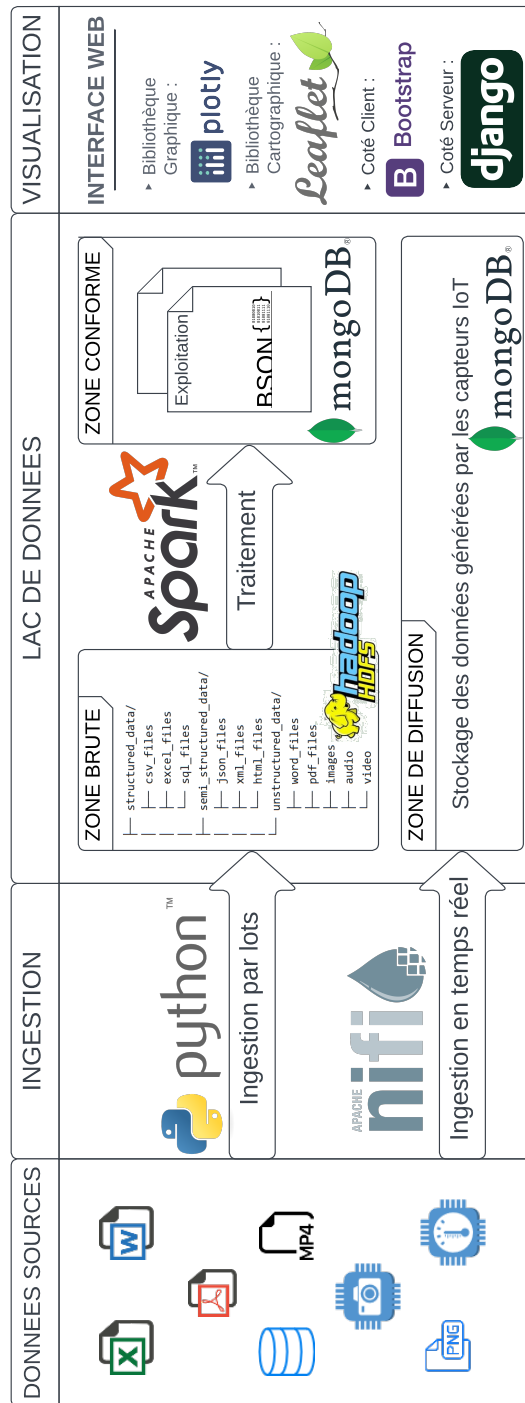 DONNEES SOURCES
W
X
MP4
PNG
INGESTION
python™
Ingestion par lots
APACHE
nifi
Ingestion en temps réel
LAC DE DONNEES
ZONE BRUTE
structured_data/
csv_files
excel_files
sql_files
semi_structured_data/
json_files
xml_files
html_files
unstructured_data/
word_files
pdf_files
images
audio
video
hadoop
HDFS
APACHE
Spark™
Traitement
ZONE CONFORME
Exploitation
BSON {}
mongoDB®
ZONE DE DIFFUSION
Stockage des données générées par les capteurs IoT
mongoDB®
VISUALISATION
INTERFACE WEB
Bibliothèque
Graphique :
plotly
Bibliothèque
Cartographique :
Leaflet
Coté Client :
B Bootstrap
Coté Serveur :
django